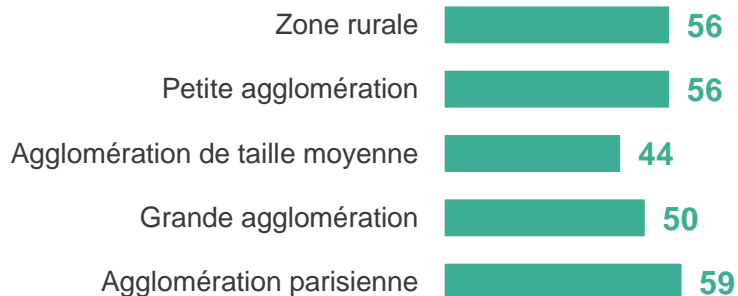 Zone rurale 56
Petite agglomération 56
Agglomération de taille moyenne 44
Grande agglomération 50
Agglomération parisienne 59